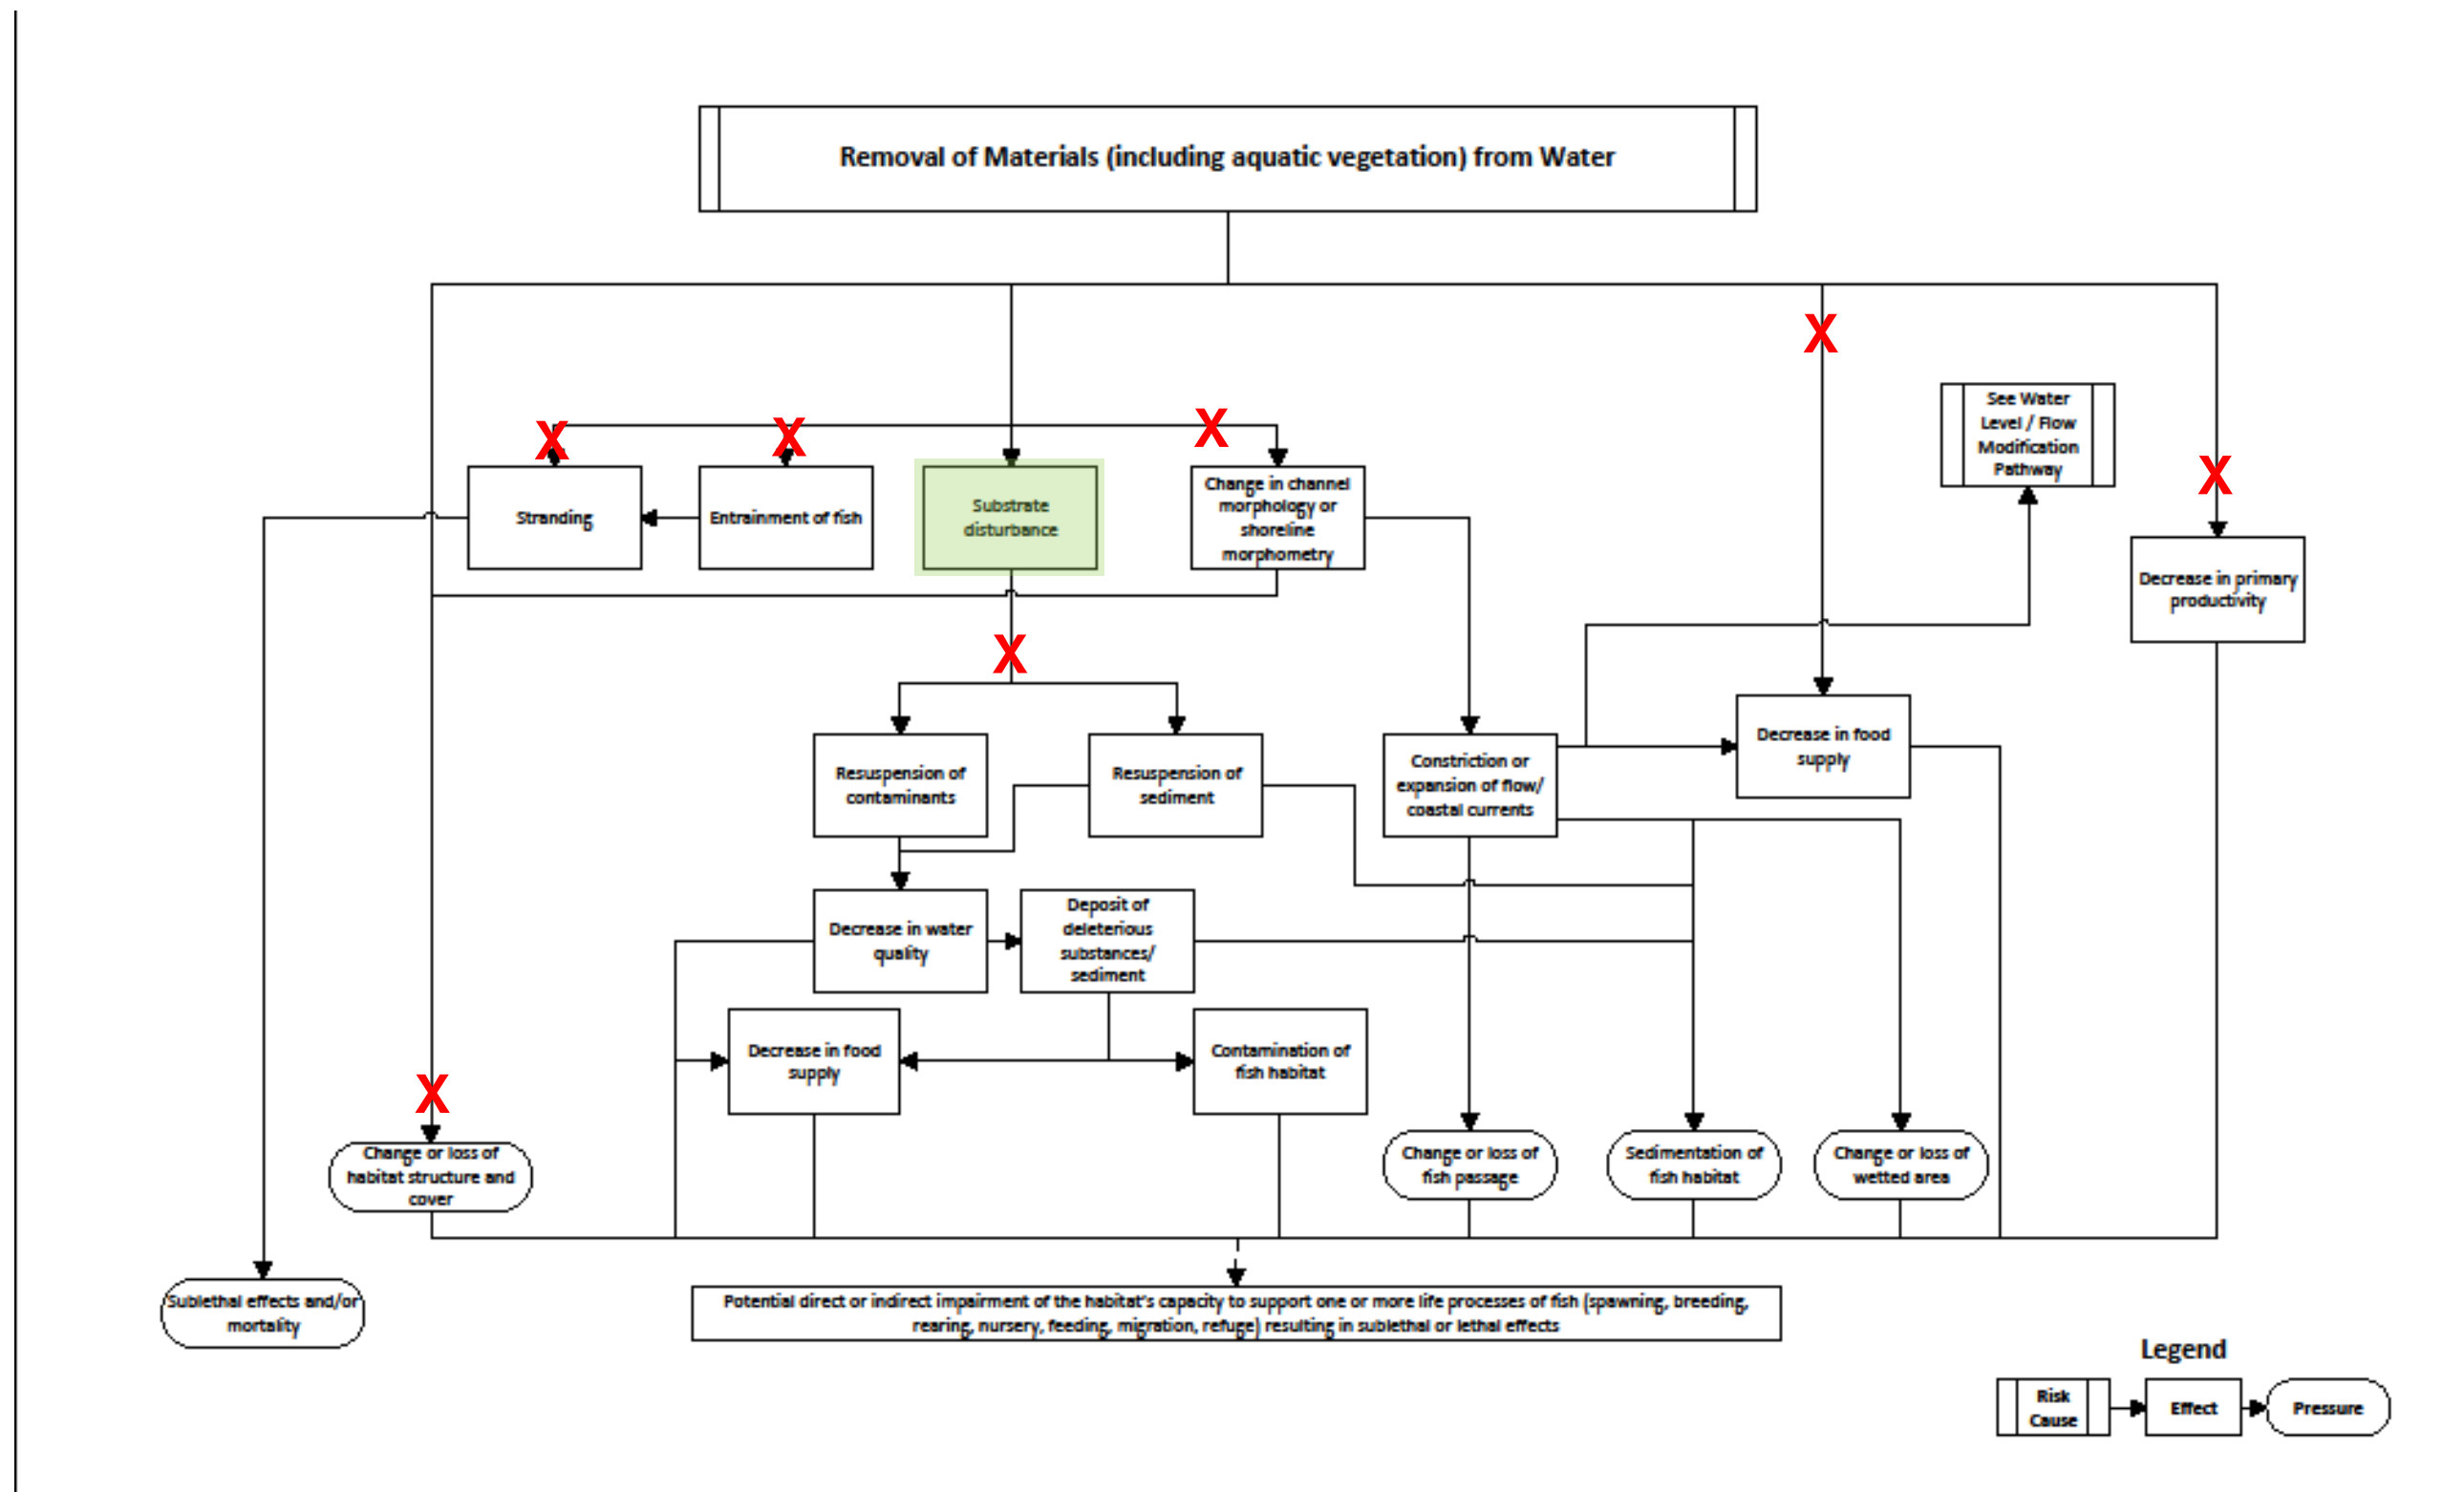 Removal of Materials (including aquatic vegetation) from Water
X
See Water
Level / Flow
Modification
Pathway
X
X
X
X
Stranding
Entrainment of fish
Substrate
disturbance
Change in channel
morphology or
shoreline
morphometry
Decrease in primary
productivity
X
Resuspension of
contaminants
Resuspension of
sediment
Constriction or
expansion of flow/
coastal currents
Decrease in food
supply
Decrease in water
quality
Deposit of
deleterious
substances/
sediment
Decrease in food
supply
Contamination of
fish habitat
X
Change or loss of
habitat structure and
cover
Change or loss of
fish passage
Sedimentation of
fish habitat
Change or loss of
wetted area
Sublethal effects and/or
mortality
Potential direct or indirect impairment of the habitat's capacity to support one or more life processes of fish (spawning, breeding,
rearing, nursery, feeding, migration, refuge) resulting in sublethal or lethal effects
Legend
Risk
Cause
Effect
Pressure